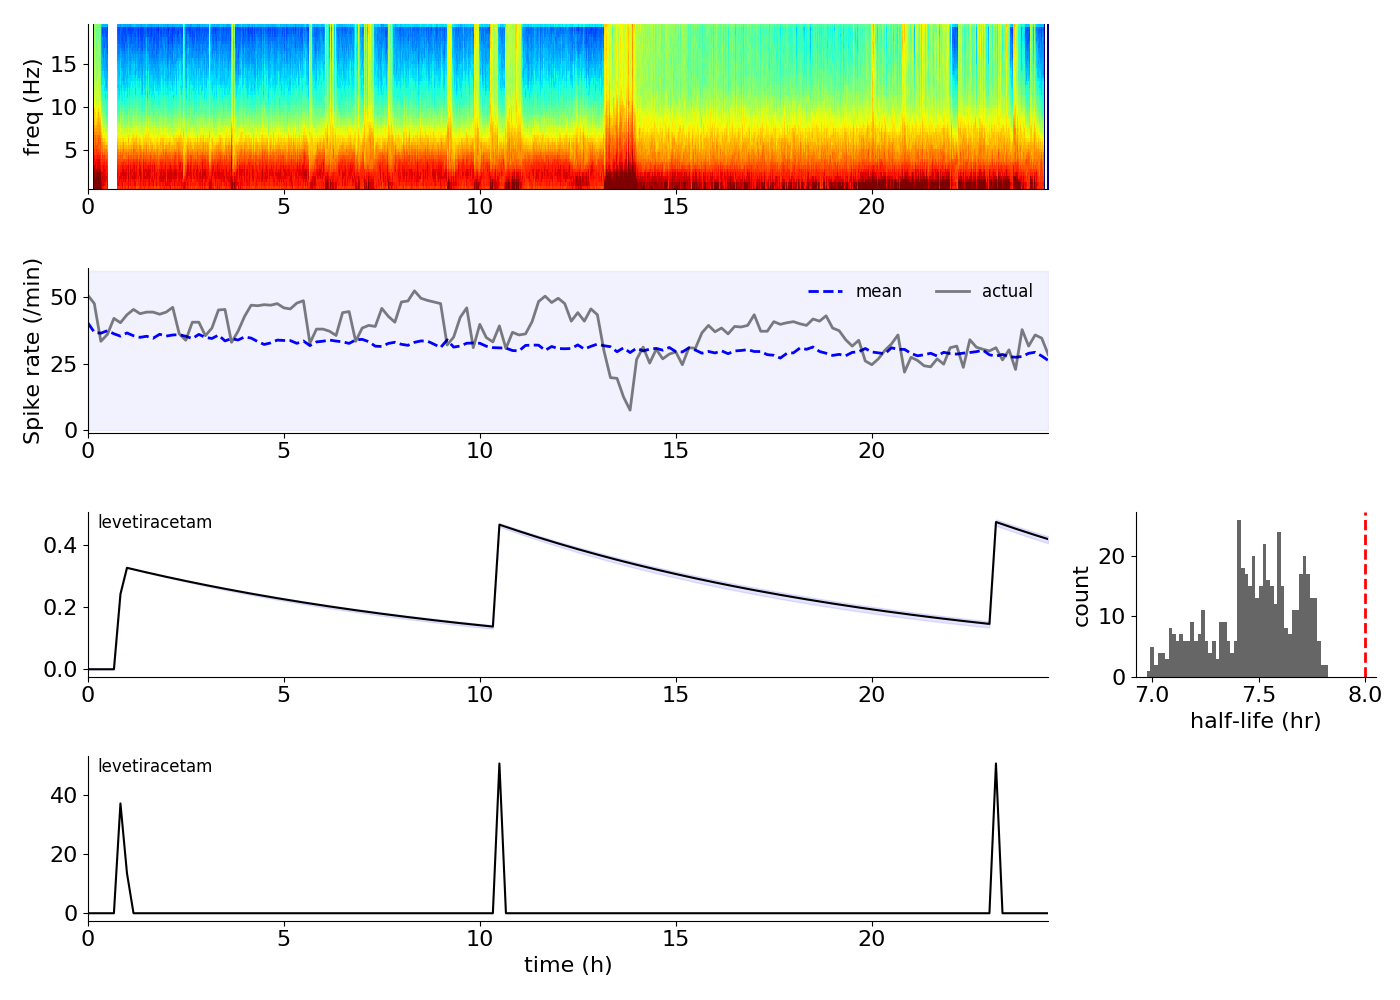 freq (Hz)
15
10
5
0 5 10 15 20
Spike rate (/min)
50
25
0
mean actual
0 5 10 15 20
levetiracetam
0.4
0.2
0.0
0 5 10 15 20
count
20
10
0
7.0 7.5 8.0
half-life (hr)
levetiracetam
40
20
0
0 5 10 15 20
time (h)